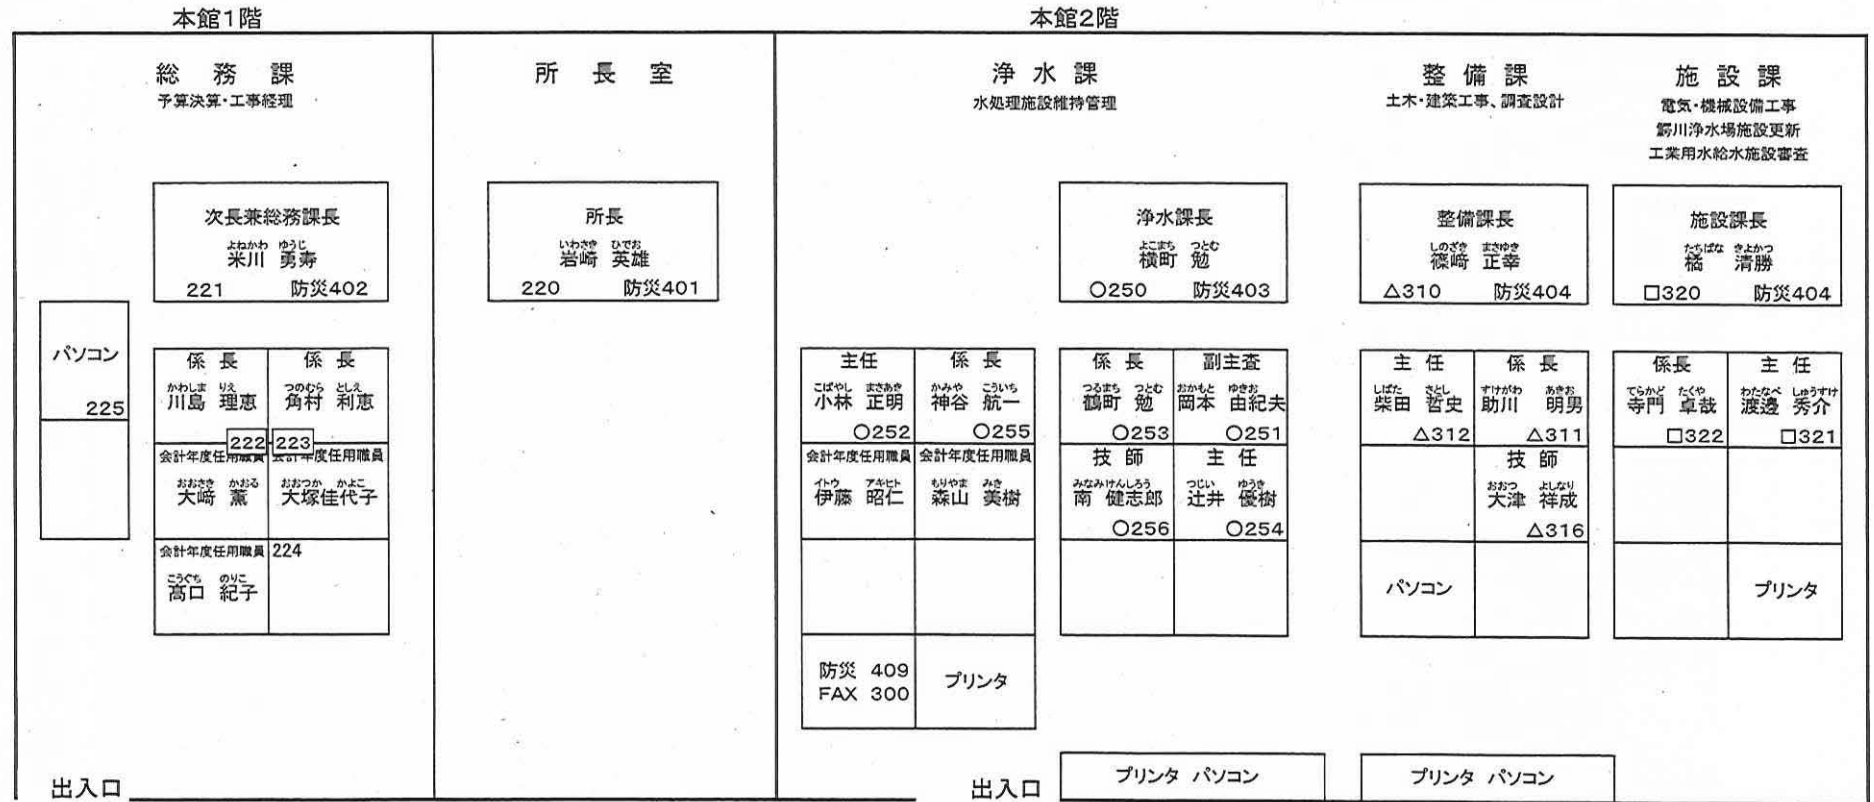 本館1階
総務課
予算決算・工事経理
次長兼総務課長
よねかわ ゆうじ
米川 勇寿
221 防災402
パソコン
225
係長
かわしま りえ
川島 理恵
222
係長
つのむら としえ
角村 利恵
223
会計年度任用職員
おおさき かおる
大﨑 薫
会計年度任用職員
おおつか かよこ
大塚佳代子
会計年度任用職員
こうぐち のりこ
髙口 紀子
224
出入口
所長室
所長
いわさき ひでお
岩崎 英雄
220 防災401
本館2階
浄水課
水処理施設維持管理
浄水課長
よこまち つとむ
横町 勉
○250 防災403
主任
こばやし まさあき
小林 正明
○252
係長
かみや こういち
神谷 航一
○255
会計年度任用職員
イトウ アキヒト
伊藤 昭仁
会計年度任用職員
もりやま みき
森山 美樹
防災 409
FAX 300
プリンタ
係長
つるまち つとむ
鶴町 勉
○253
副主査
おかもと ゆきお
岡本 由紀夫
○251
技師
みなみけんしろう
南 健志郎
○256
主任
つじい ゆうき
辻井 優樹
○254
出入口
プリンタ パソコン
整備課
土木・建築工事、調査設計
整備課長
しのざき まさゆき
篠﨑 正幸
△310 防災404
主任
しばた さとし
柴田 哲史
△312
係長
すけがわ あきお
助川 明男
△311
技師
おおつ よしなり
大津 祥成
△316
パソコン
プリンタ パソコン
施設課
電気・機械設備工事
鰐川浄水場施設更新
工業用水給水施設審査
施設課長
たちばな きよかつ
橘 清勝
□320 防災404
係長
てらかど たくや
寺門 卓哉
□322
主任
わたなべ しゅうすけ
渡邊 秀介
□321
プリンタ